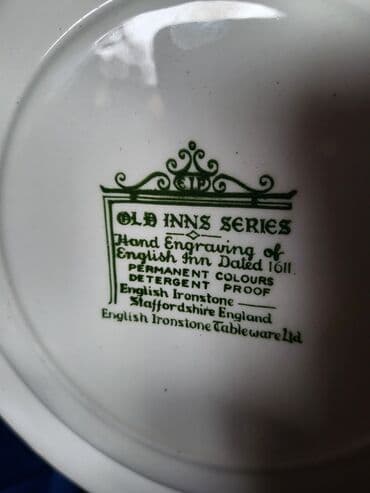 E.I.P.
OLD INNS SERIES
Hand Engraving of
English Inn Dated 1611.
PERMANENT COLOURS
DETERGENT PROOF
English Ironstone
Staffordshire England
English Ironstone Tableware Ltd